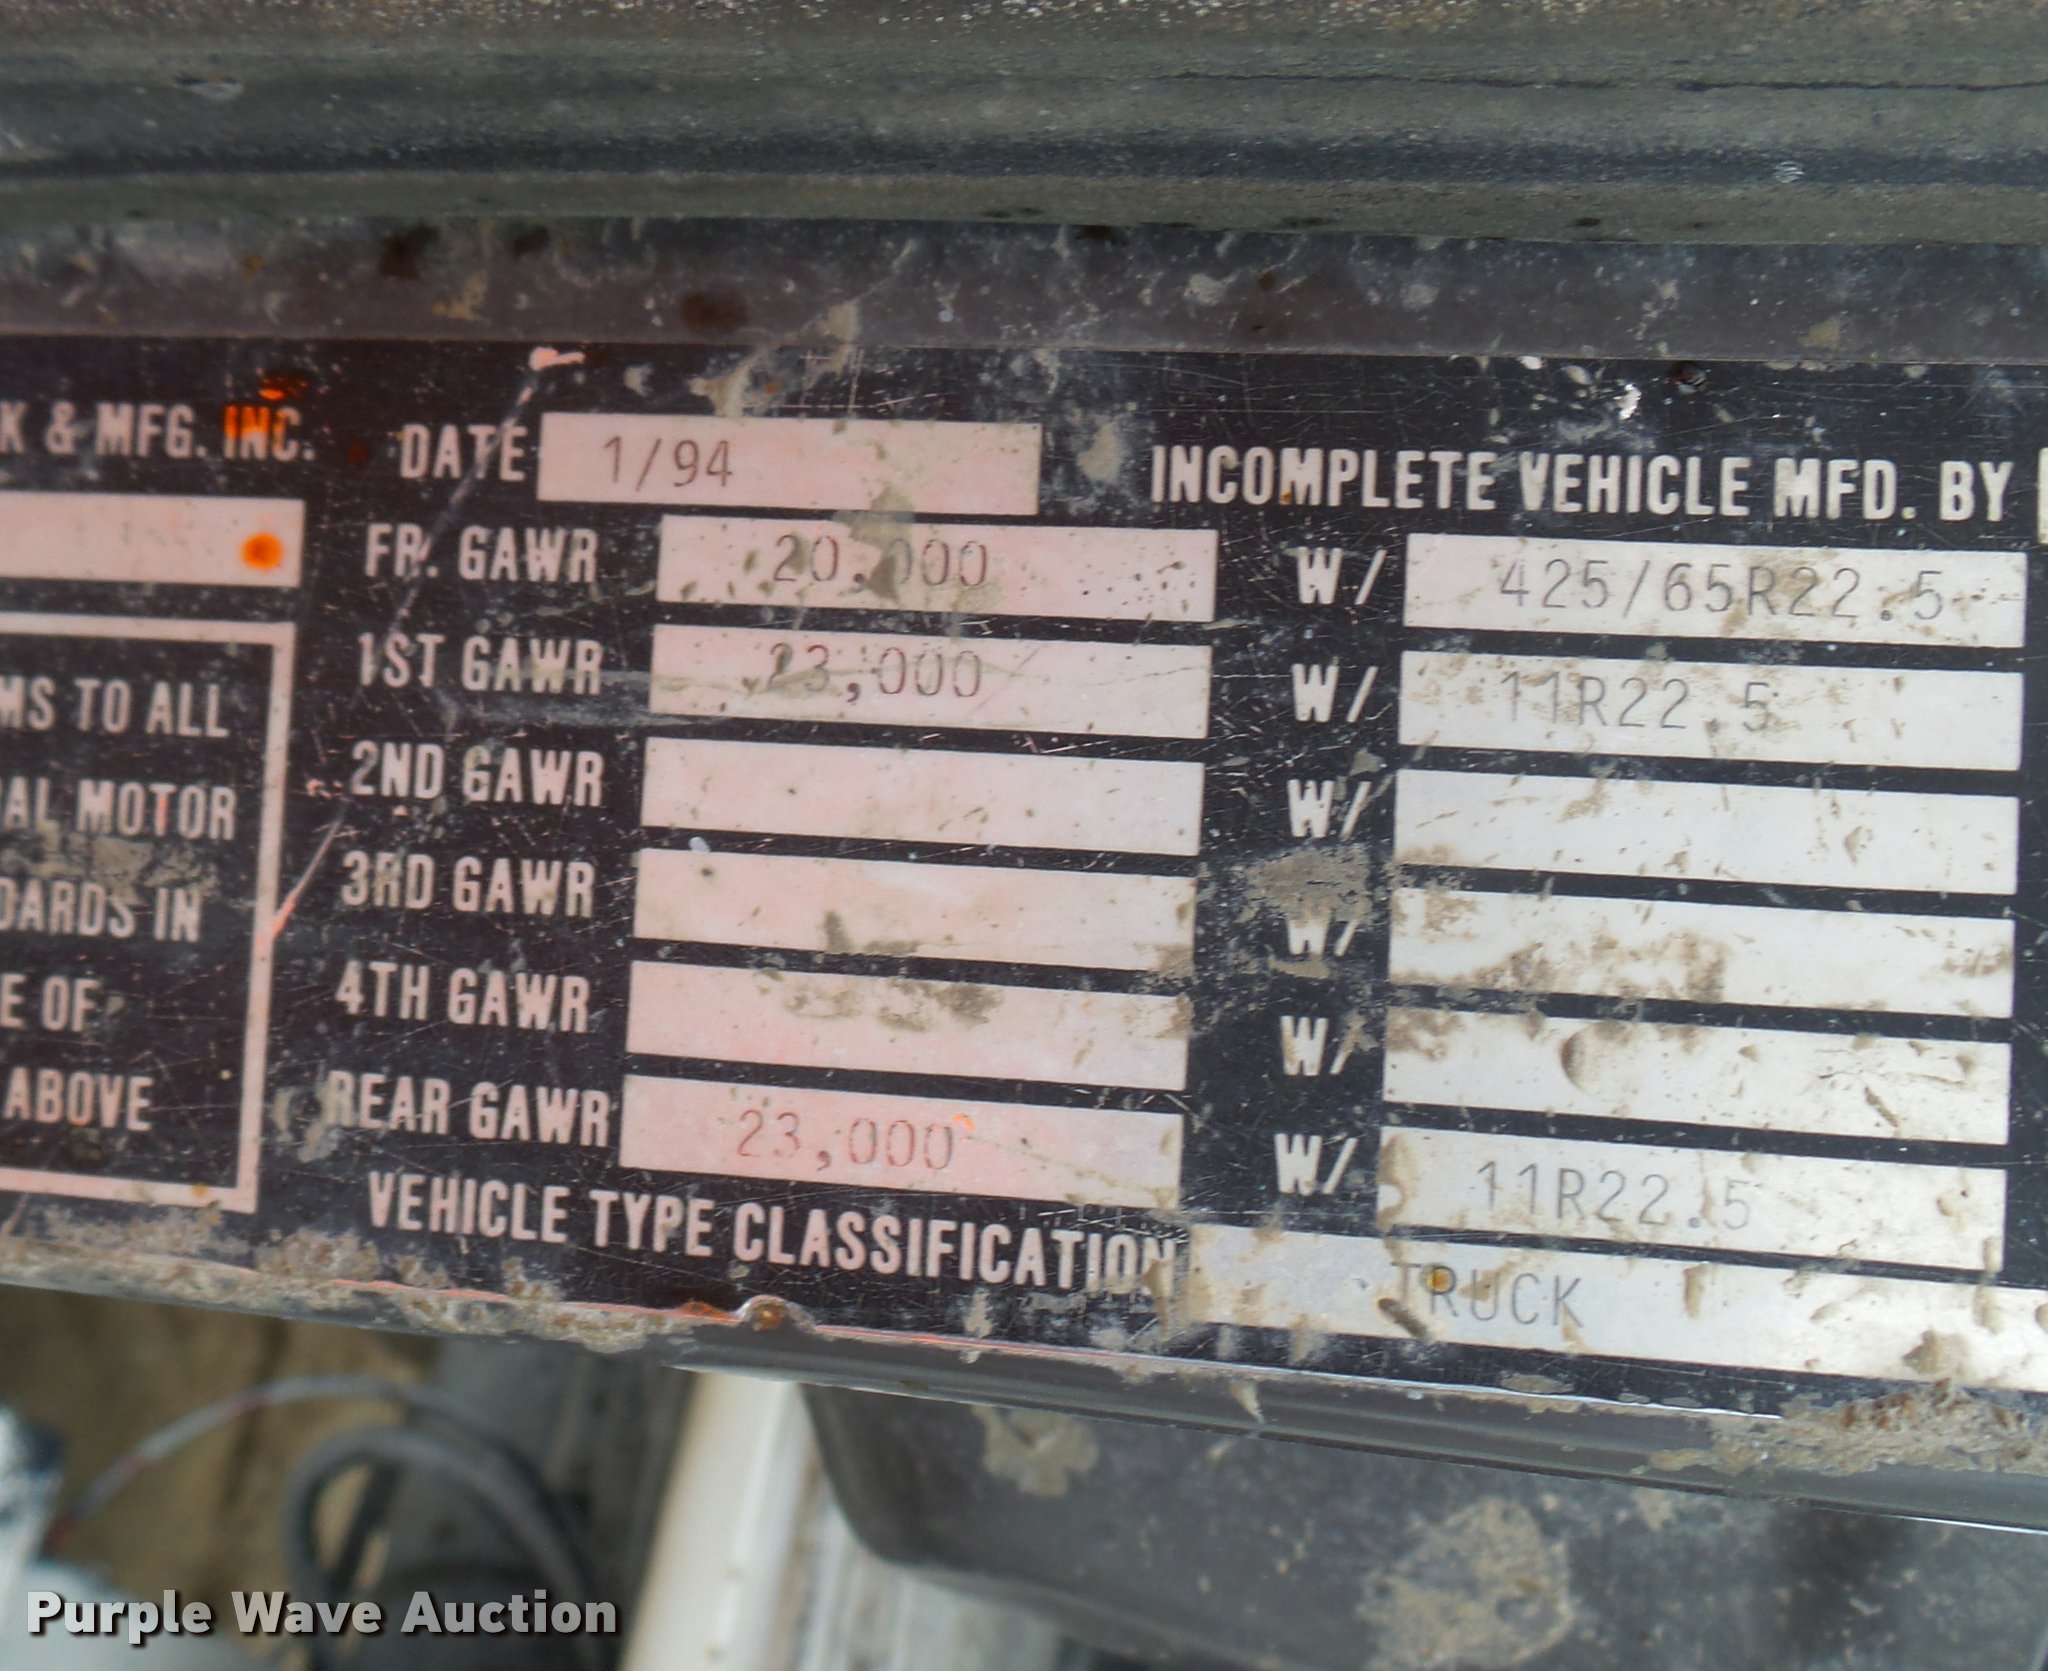 K & MFG. INC.
DATE 1/94
INCOMPLETE VEHICLE MFD. BY
FR. GAWR 20,000 W/ 425/65R22.5
1ST GAWR 23,000 W/ 11R22.5
2ND GAWR W/
3RD GAWR W/
4TH GAWR W/
REAR GAWR 23,000 W/ 11R22.5
VEHICLE TYPE CLASSIFICATION TRUCK
MS TO ALL
AL MOTOR
DARDS IN
E OF
ABOVE
Purple Wave Auction